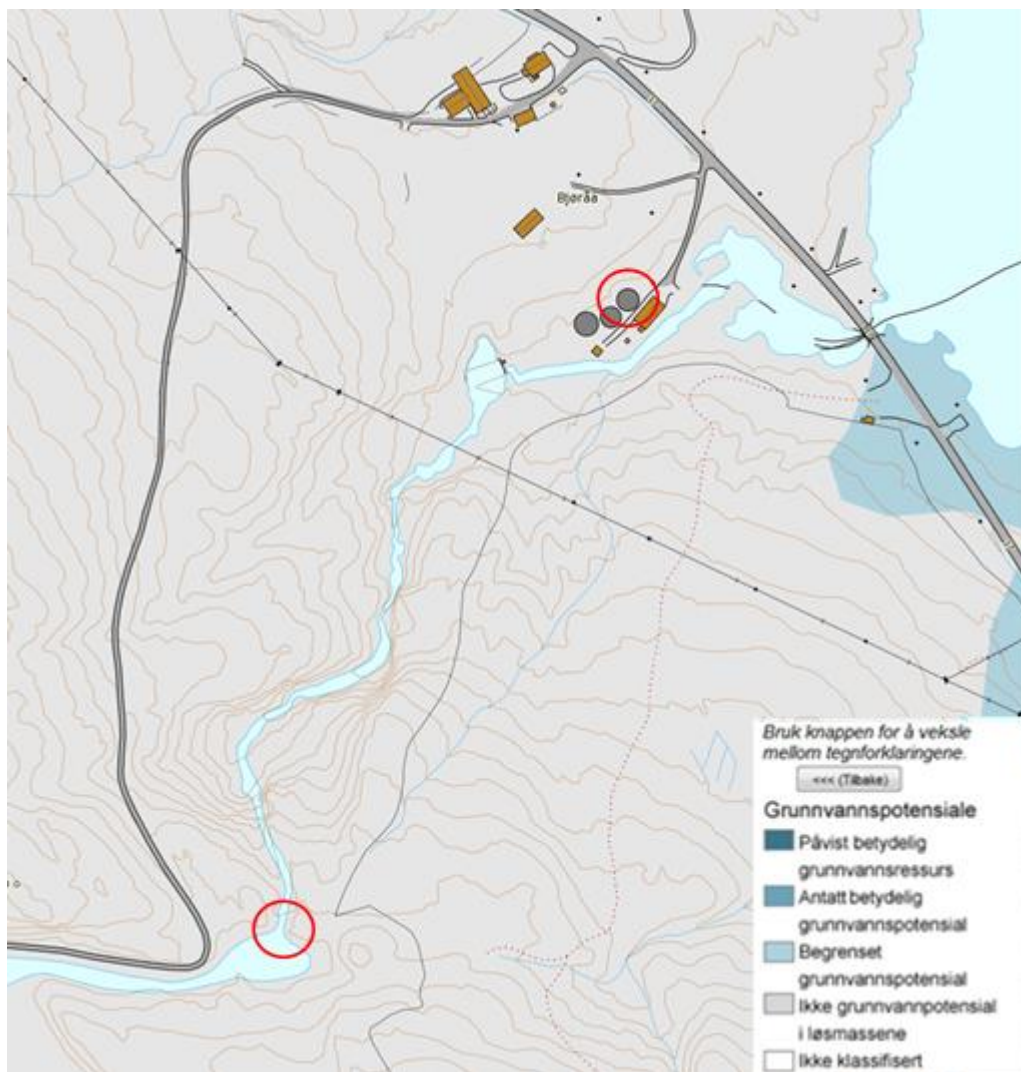 Bjøråa
Bruk knappen for å veksle
mellom tegnforklaringene.
<<< (Tilbake)
Grunnvannspotensiale
Påvist betydelig
grunnvannsressurs
Antatt betydelig
grunnvannspotensial
Begrenset
grunnvannspotensial
Ikke grunnvannpotensial
i løsmassene
Ikke klassifisert